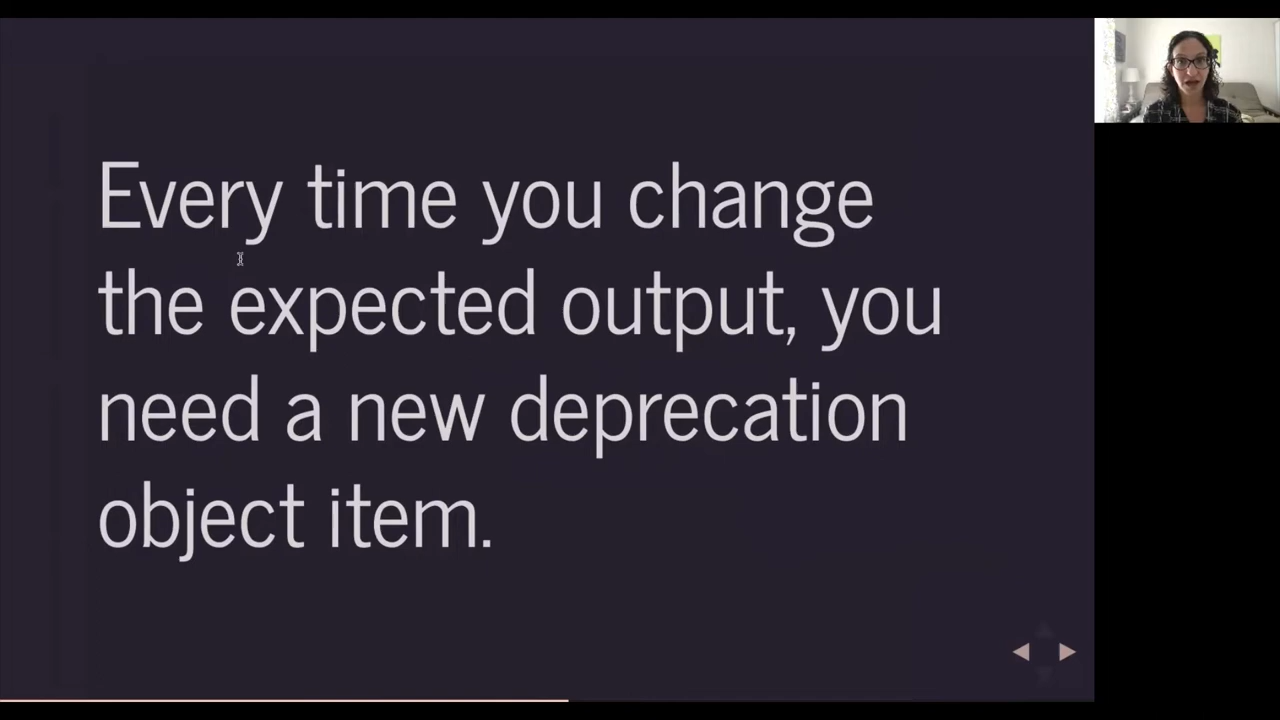 Every time you change
the expected output, you
need a new deprecation
object item.